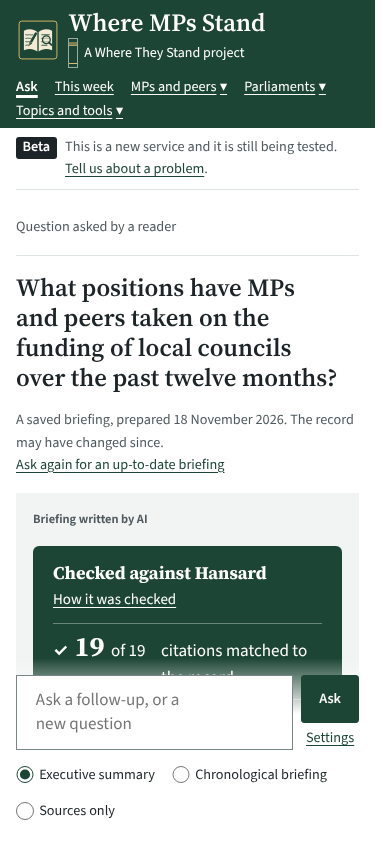 Where MPs Stand
A Where They Stand project
Ask This week MPs and peers ▾ Parliaments ▾
Topics and tools ▾
Beta This is a new service and it is still being tested.
Tell us about a problem.
Question asked by a reader
What positions have MPs
and peers taken on the
funding of local councils
over the past twelve months?
A saved briefing, prepared 18 November 2026. The record
may have changed since.
Ask again for an up-to-date briefing
Briefing written by AI
Checked against Hansard
How it was checked
✓ 19 of 19 citations matched to
the record
Ask a follow-up, or a
new question
Ask
Settings
Executive summary Chronological briefing
Sources only